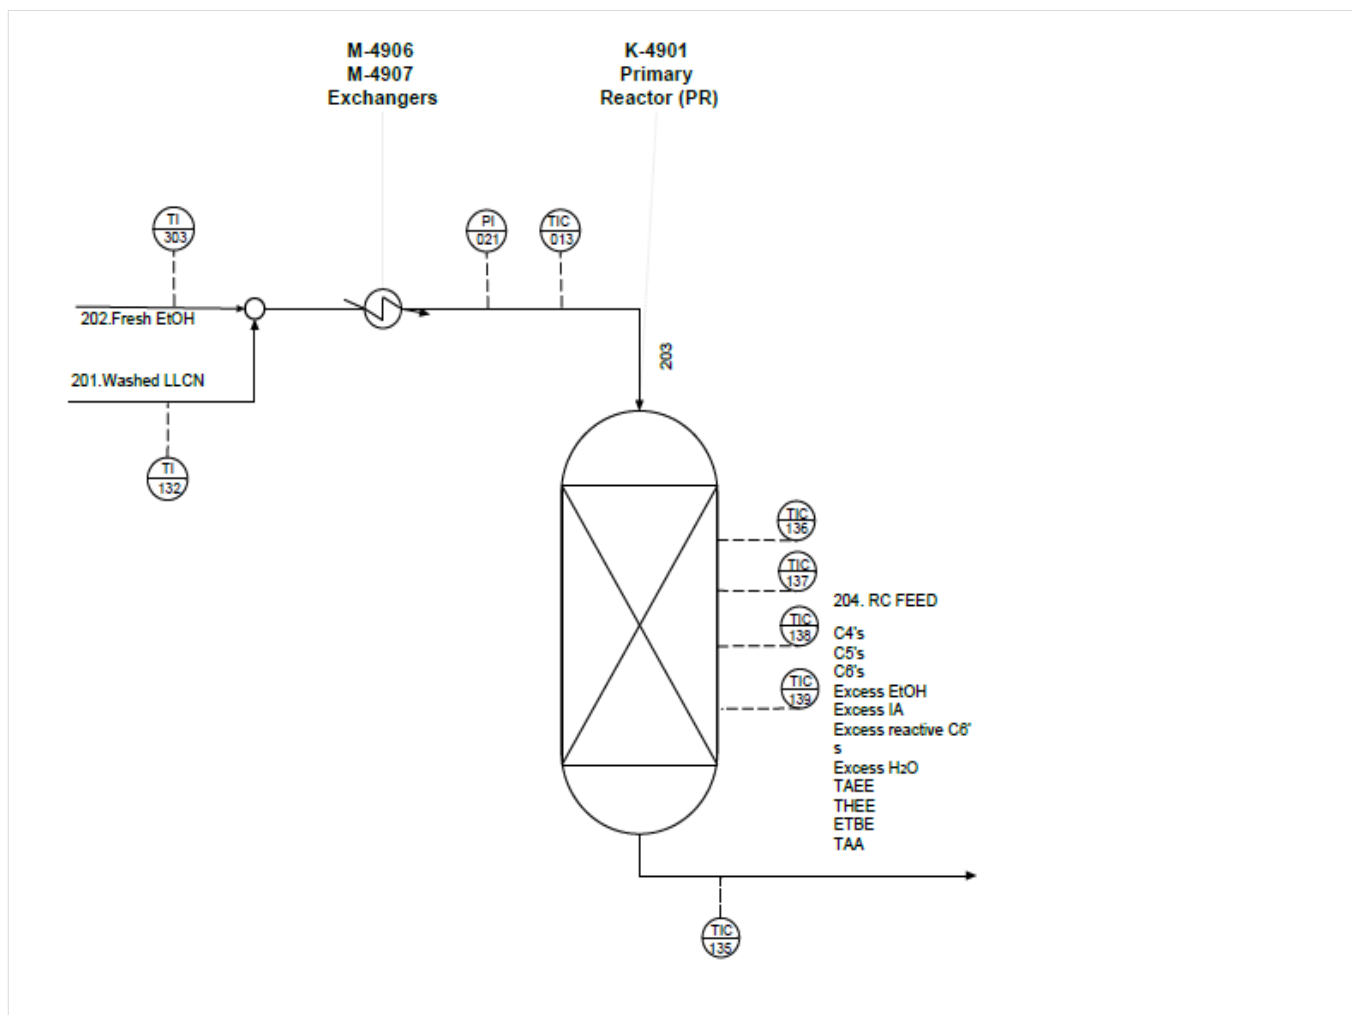 M-4906
M-4907
Exchangers
K-4901
Primary
Reactor (PR)
TI
303
PI
021
TIC
013
202.Fresh EtOH
203
201.Washed LLCN
TI
132
TIC
136
TIC
137
204. RC FEED
TIC
138
C4's
C5's
C6's
TIC
139
Excess EtOH
Excess IA
Excess reactive C6'
s
Excess H2O
TAEE
THEE
ETBE
TAA
TIC
135